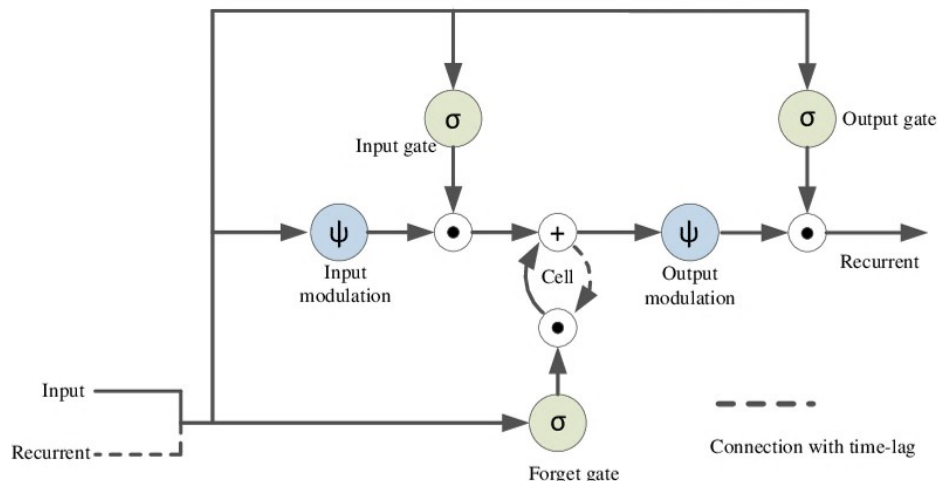 σ
σ
Output gate
Input gate
ψ
+
ψ
Input
modulation
Cell
Output
modulation
Recurrent
Input
Recurrent
σ
Forget gate
Connection with time-lag